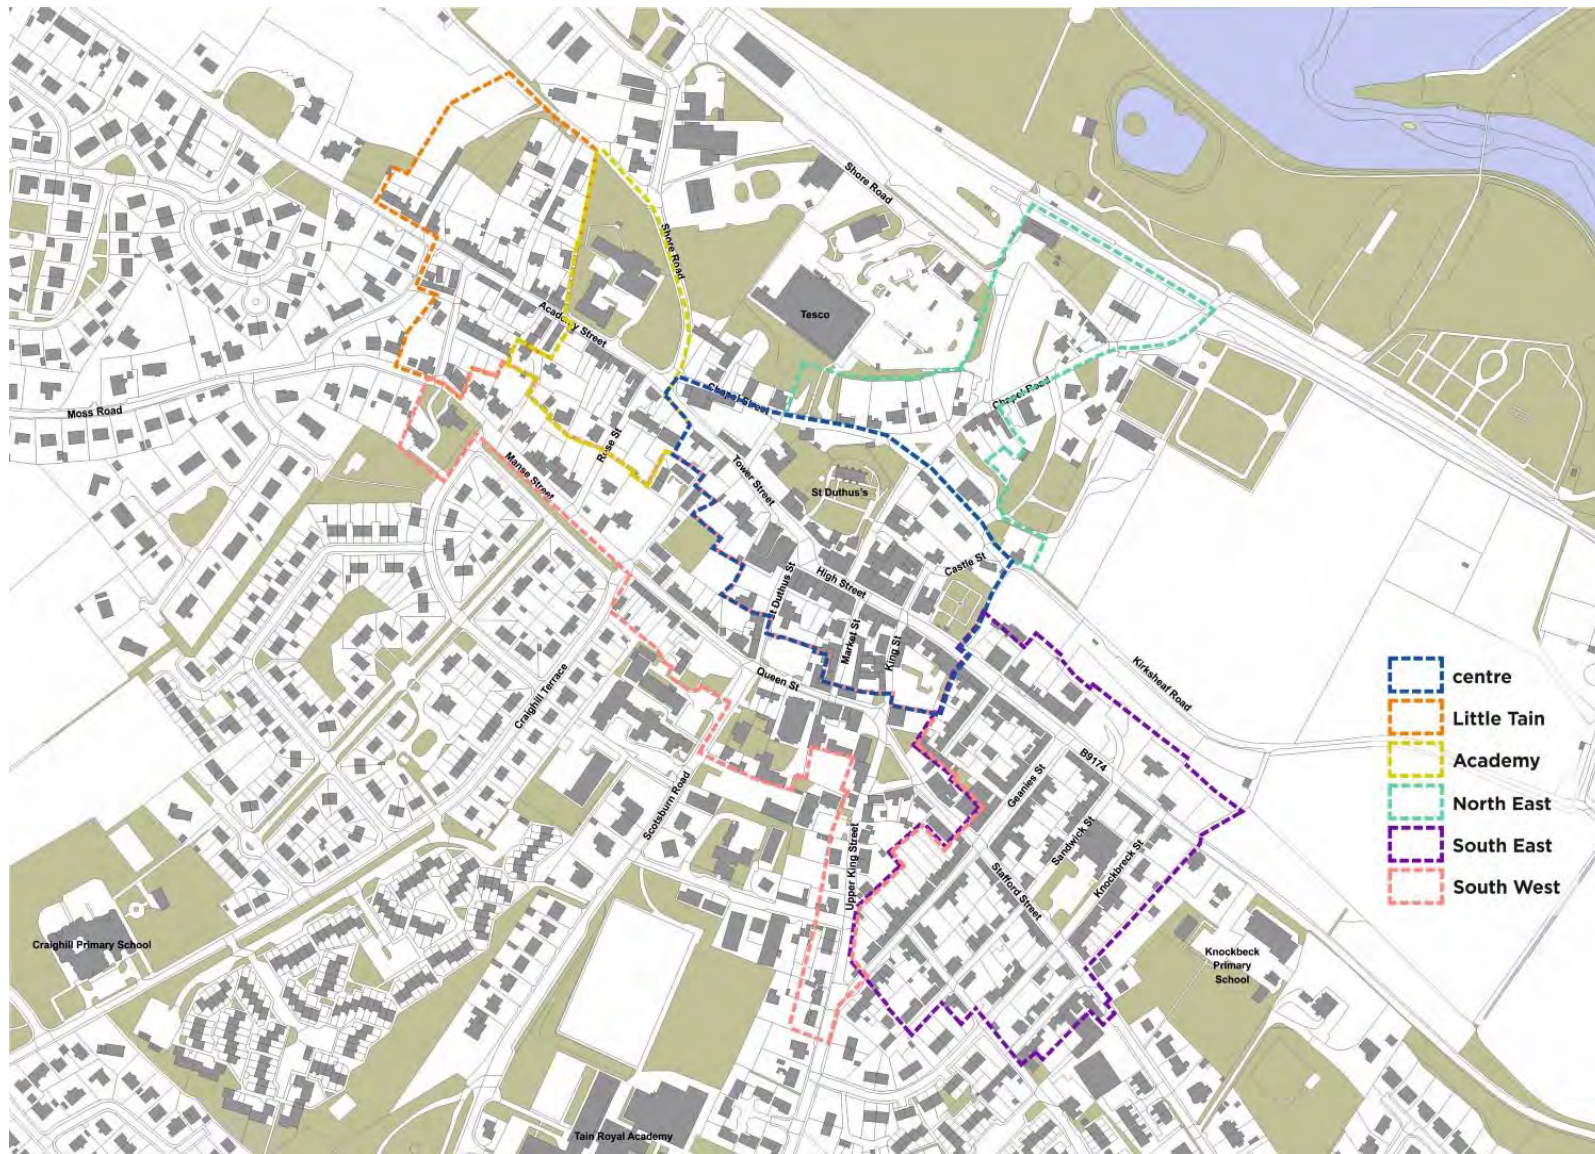 Shore Road
Shore Road
Tesco
Academy Street
Chapel Street
Chapel Road
Moss Road
Rose St
Manse Street
Tower Street
St Duthus's
Castle St
High Street
St Duthus St
Market St
King St
Kirksheaf Road
Queen St
Craighill Terrace
centre
Little Tain
Academy
North East
South East
South West
B9174
Geanies St
Scotsburn Road
Sandwick St
Upper King Street
Stafford Street
Knockbreck St
Craighill Primary School
Knockbeck
Primary
School
Tain Royal Academy